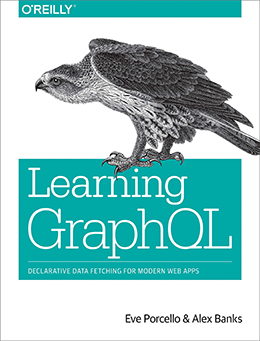 O'REILLY®
Learning
GraphQL
DECLARATIVE DATA FETCHING FOR MODERN WEB APPS
Eve Porcello & Alex Banks